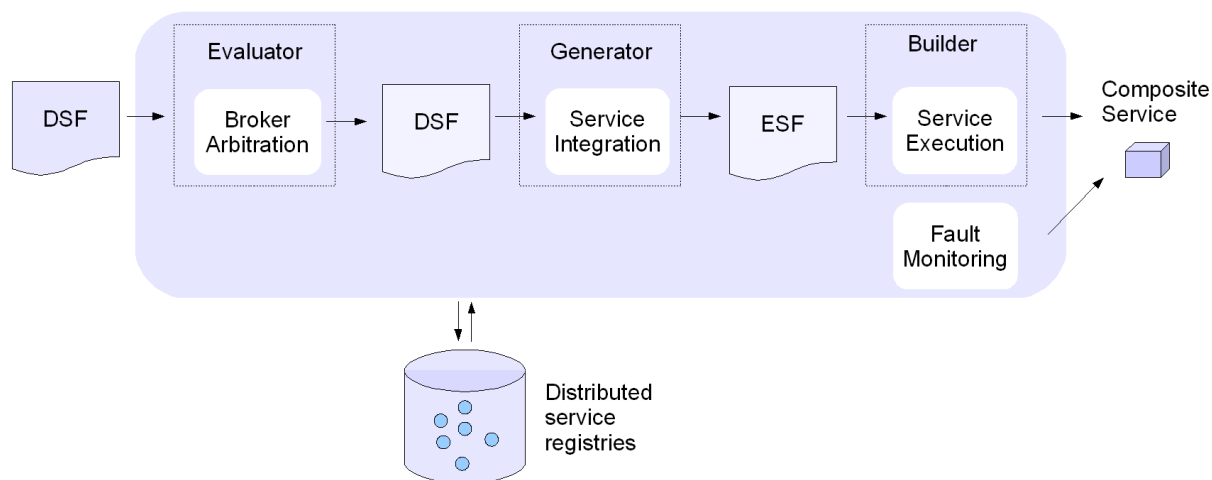 Evaluator
Generator
Builder
DSF
Broker
Arbitration
DSF
Service
Integration
ESF
Service
Execution
Composite
Service
Fault
Monitoring
Distributed
service
registries